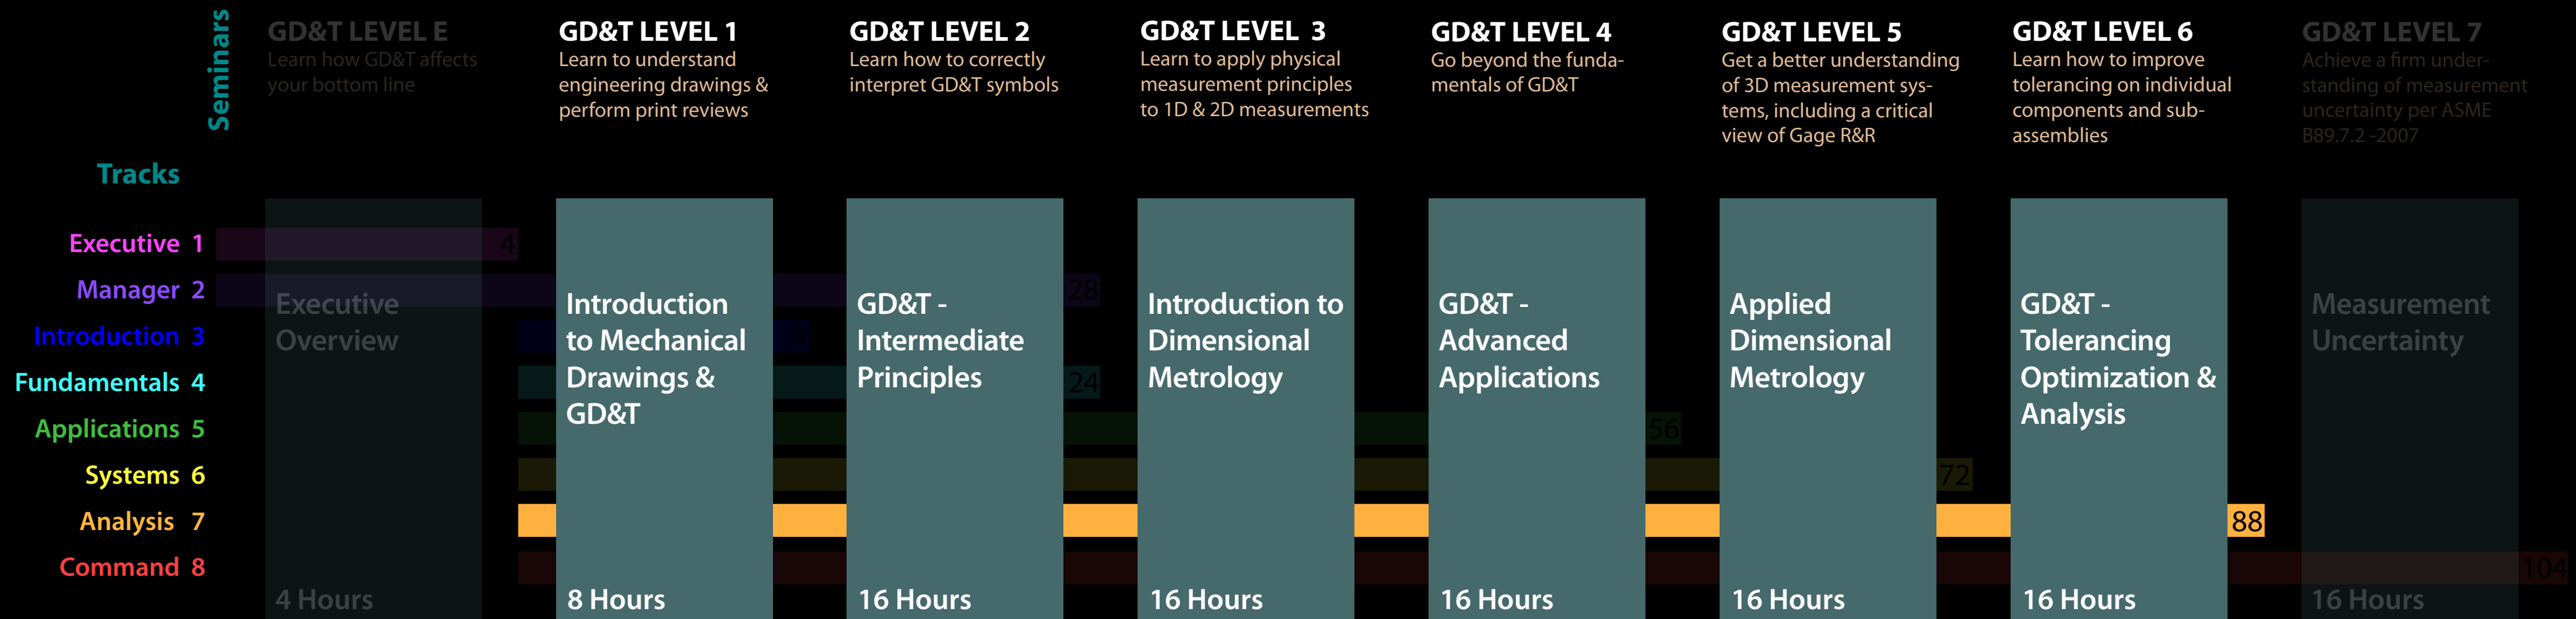 Seminars
GD&T LEVEL E
Learn how GD&T affects
your bottom line
GD&T LEVEL 1
Learn to understand
engineering drawings &
perform print reviews
GD&T LEVEL 2
Learn how to correctly
interpret GD&T symbols
GD&T LEVEL 3
Learn to apply physical
measurement principles
to 1D & 2D measurements
GD&T LEVEL 4
Go beyond the funda-
mentals of GD&T
GD&T LEVEL 5
Get a better understanding
of 3D measurement sys-
tems, including a critical
view of Gage R&R
GD&T LEVEL 6
Learn how to improve
tolerancing on individual
components and sub-
assemblies
GD&T LEVEL 7
Achieve a firm under-
standing of measurement
uncertainty per ASME
B89.7.2 -2007
Tracks
Executive 1
Manager 2
Introduction 3
Fundamentals 4
Applications 5
Systems 6
Analysis 7
Command 8
4
28
24
56
72
88
104
Executive
Overview
4 Hours
Introduction
to Mechanical
Drawings &
GD&T
8 Hours
GD&T -
Intermediate
Principles
16 Hours
Introduction to
Dimensional
Metrology
16 Hours
GD&T -
Advanced
Applications
16 Hours
Applied
Dimensional
Metrology
16 Hours
GD&T -
Tolerancing
Optimization &
Analysis
16 Hours
Measurement
Uncertainty
16 Hours